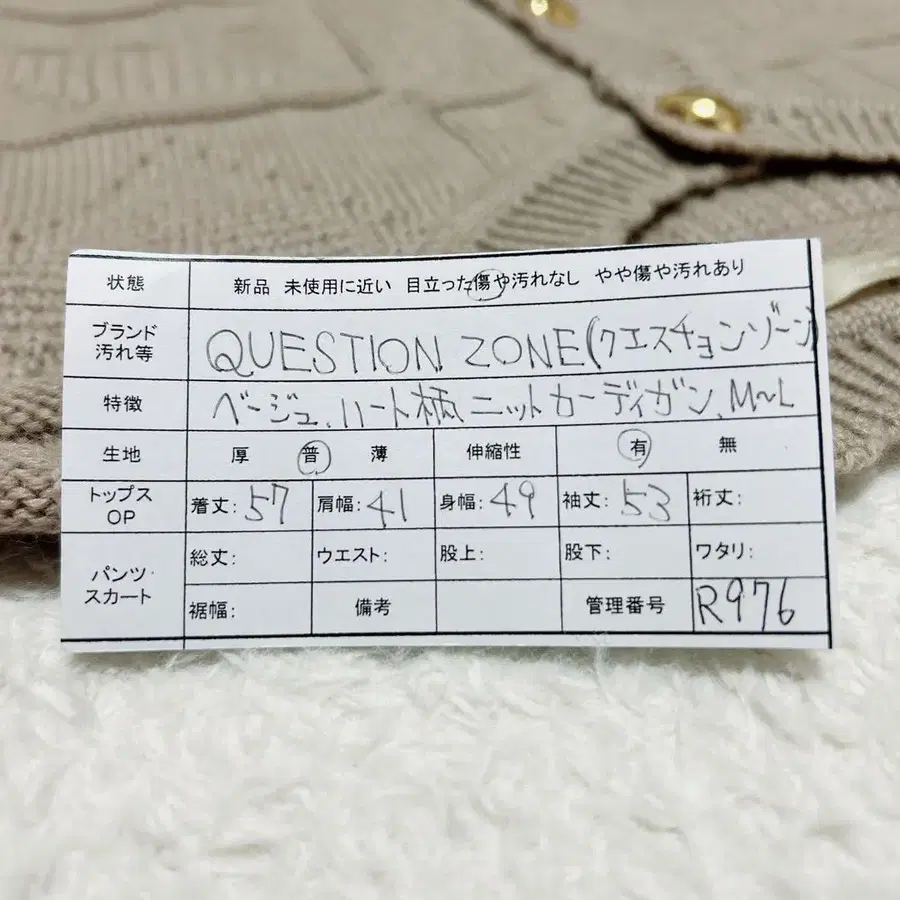 状態 新品 未使用に近い 目立った傷や汚れなし やや傷や汚れあり
ブランド 汚れ等 QUESTION ZONE(クエスチョンゾーン)
特徴 ベージュ、ハート柄、ニットカーディガン、M~L
生地 厚 普 薄 伸縮性 有 無
トップス OP 着丈: 57 肩幅: 41 身幅: 49 袖丈: 53 裄丈:
パンツ・スカート 総丈: ウエスト: 股上: 股下: ワタリ:
裾幅: 備考 管理番号 R976